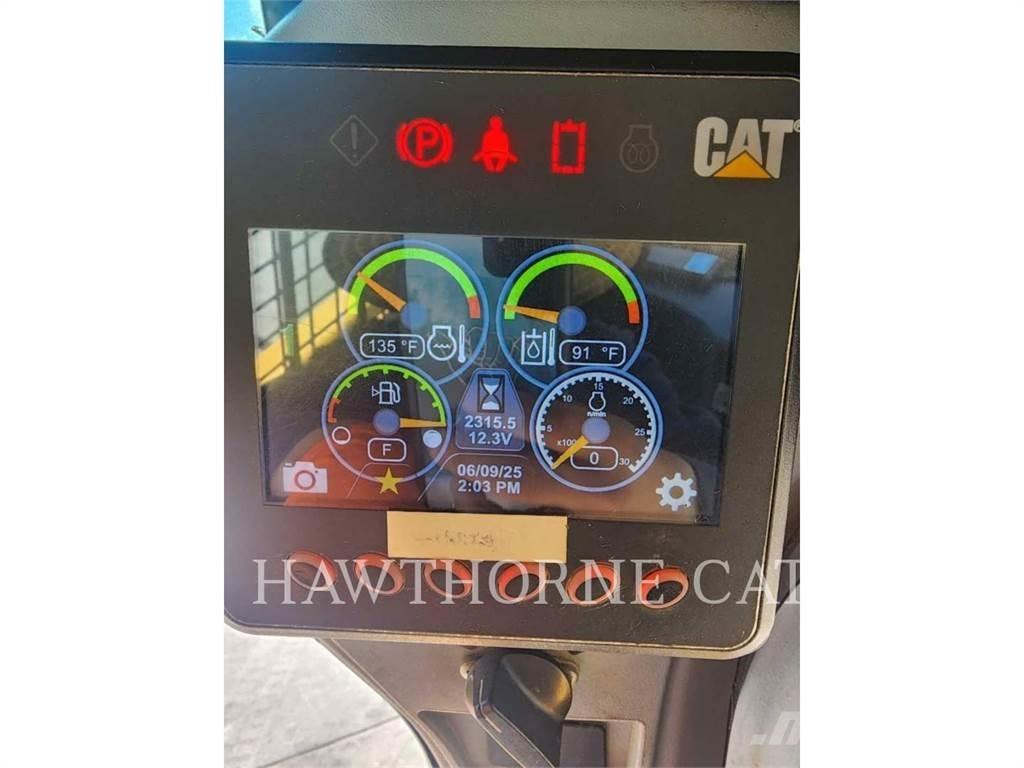 P
CAT®
135 °F
91 °F
15
10 20
n/min
5 25
x100
0 30
F
2315.5
12.3V
06/09/25
2:03 PM
HAWTHORNE CAT